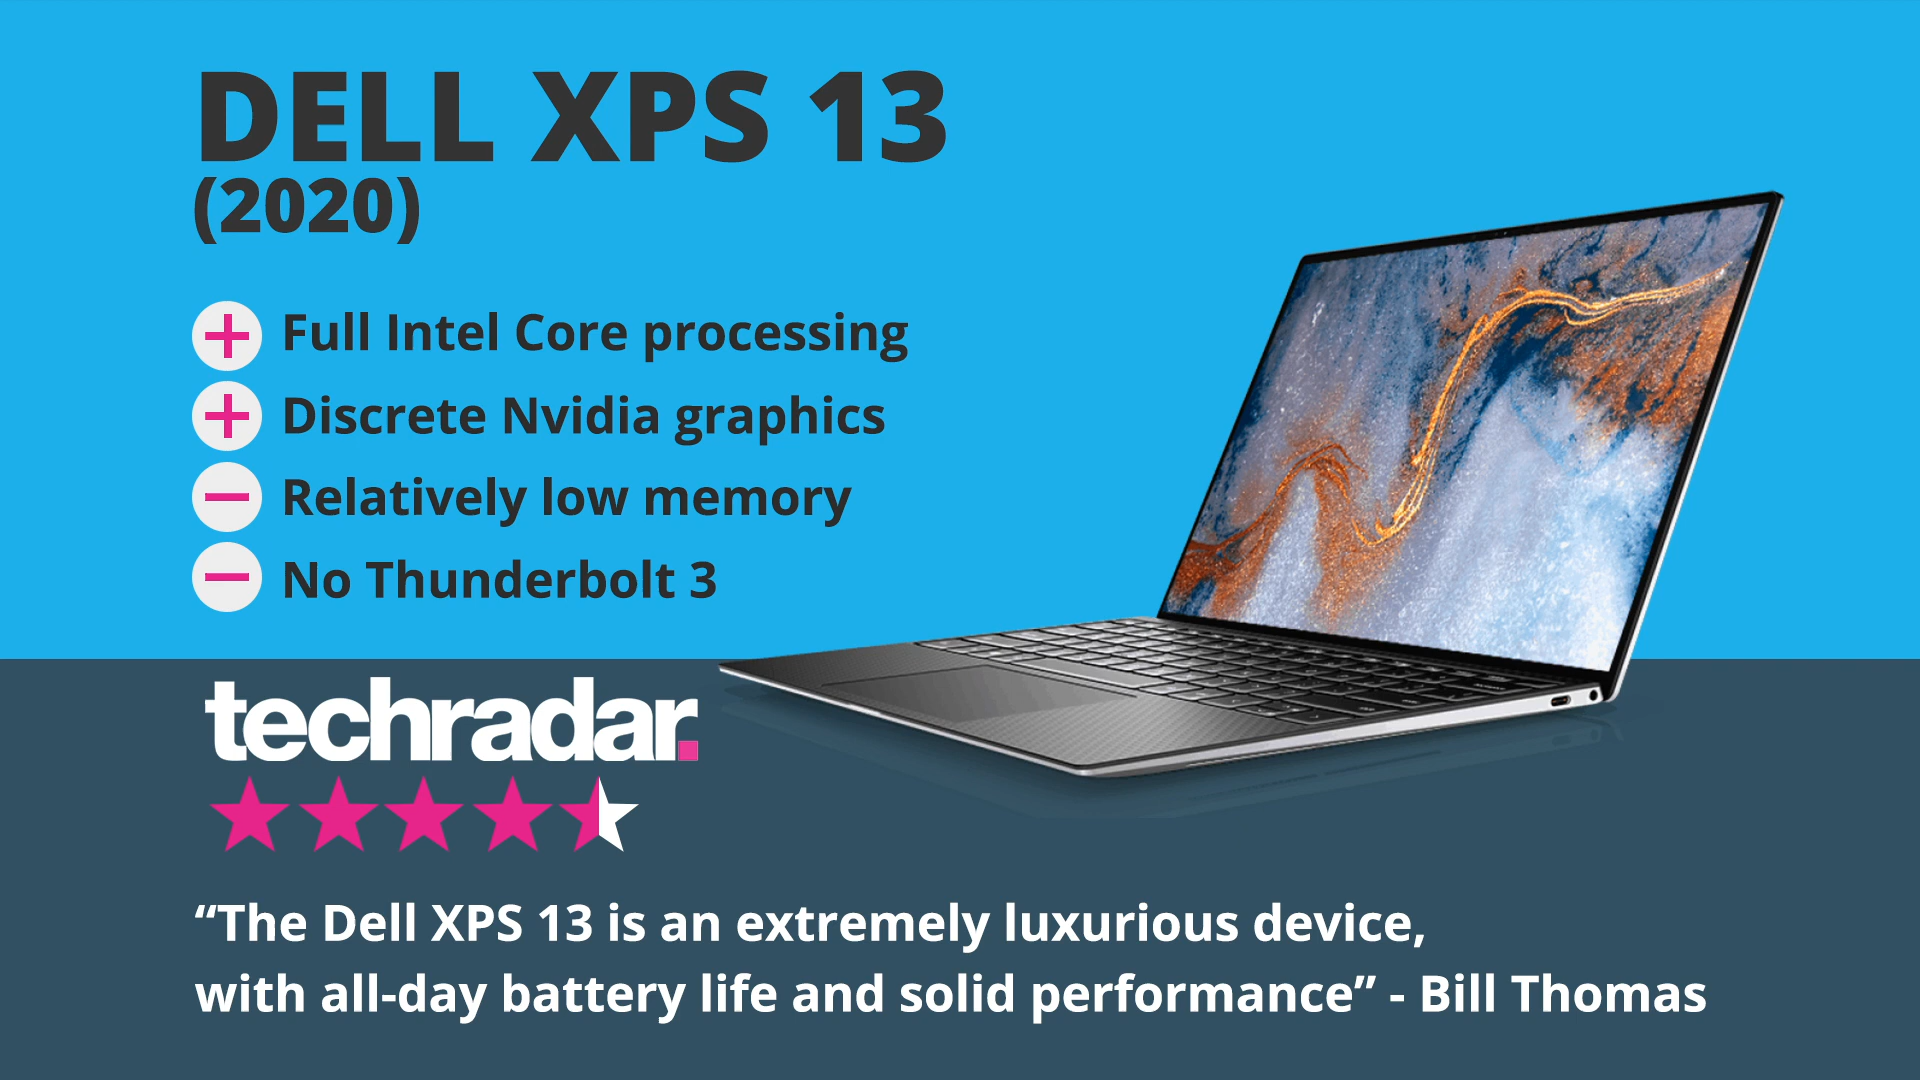 DELL XPS 13
(2020)
Full Intel Core processing
Discrete Nvidia graphics
Relatively low memory
No Thunderbolt 3
techradar.
“The Dell XPS 13 is an extremely luxurious device,
with all-day battery life and solid performance” - Bill Thomas